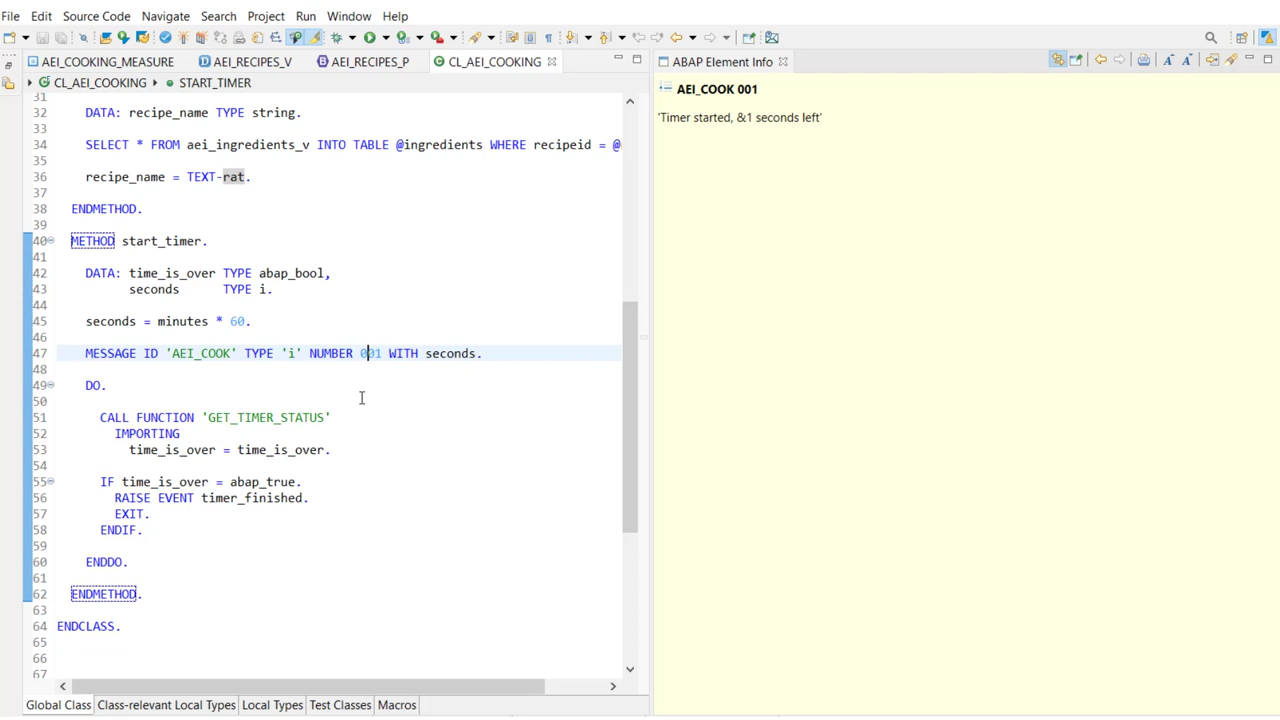 File Edit Source Code Navigate Search Project Run Window Help
AEI_COOKING_MEASURE AEI_RECIPES_V AEI_RECIPES_P CL_AEI_COOKING
CL_AEI_COOKING START_TIMER
31
32 DATA: recipe_name TYPE string.
33
34 SELECT * FROM aei_ingredients_v INTO TABLE @ingredients WHERE recipeid = @
35
36 recipe_name = TEXT-rat.
37
38 ENDMETHOD.
39
40 METHOD start_timer.
41
42 DATA: time_is_over TYPE abap_bool,
43 seconds TYPE i.
44
45 seconds = minutes * 60.
46
47 MESSAGE ID 'AEI_COOK' TYPE 'i' NUMBER 001 WITH seconds.
48
49 DO.
50
51 CALL FUNCTION 'GET_TIMER_STATUS'
52 IMPORTING
53 time_is_over = time_is_over.
54
55 IF time_is_over = abap_true.
56 RAISE EVENT timer_finished.
57 EXIT.
58 ENDIF.
59
60 ENDDO.
61
62 ENDMETHOD.
63
64 ENDCLASS.
65
66
67
Global Class Class-relevant Local Types Local Types Test Classes Macros
ABAP Element Info
AEI_COOK 001
'Timer started, &1 seconds left'